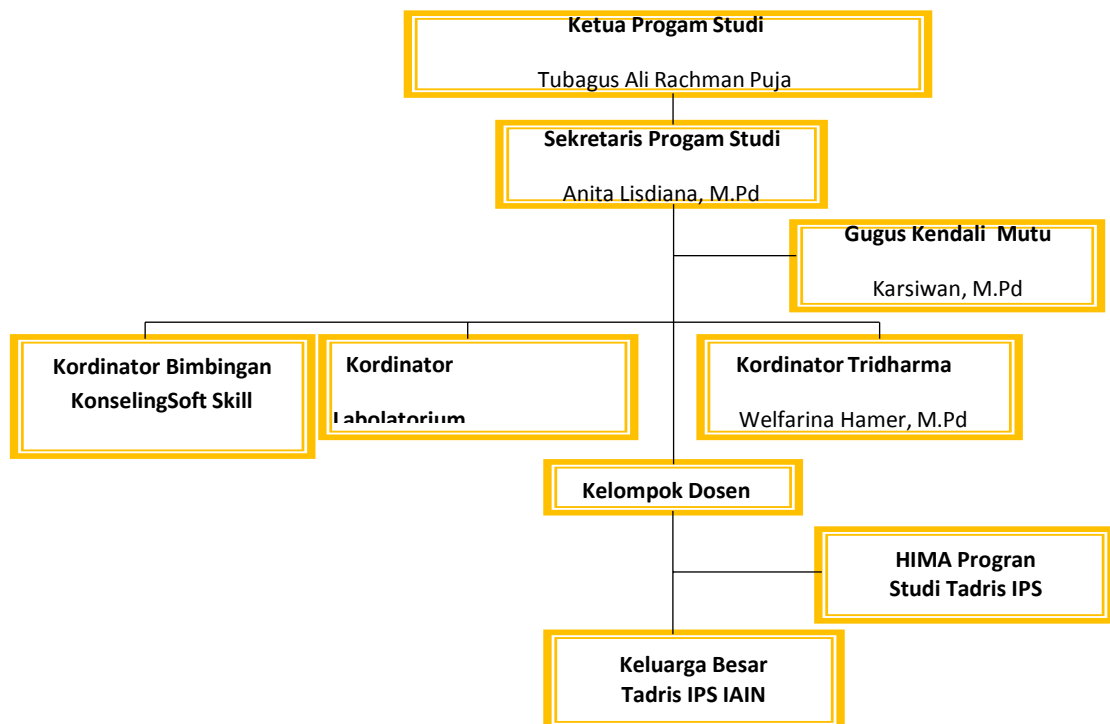 Ketua Progam Studi
Tubagus Ali Rachman Puja
Sekretaris Progam Studi
Anita Lisdiana, M.Pd
Gugus Kendali Mutu
Karsiwan, M.Pd
Kordinator Bimbingan
KonselingSoft Skill
Kordinator
Labolatorium
Kordinator Tridharma
Welfarina Hamer, M.Pd
Kelompok Dosen
HIMA Progran
Studi Tadris IPS
Keluarga Besar
Tadris IPS IAIN